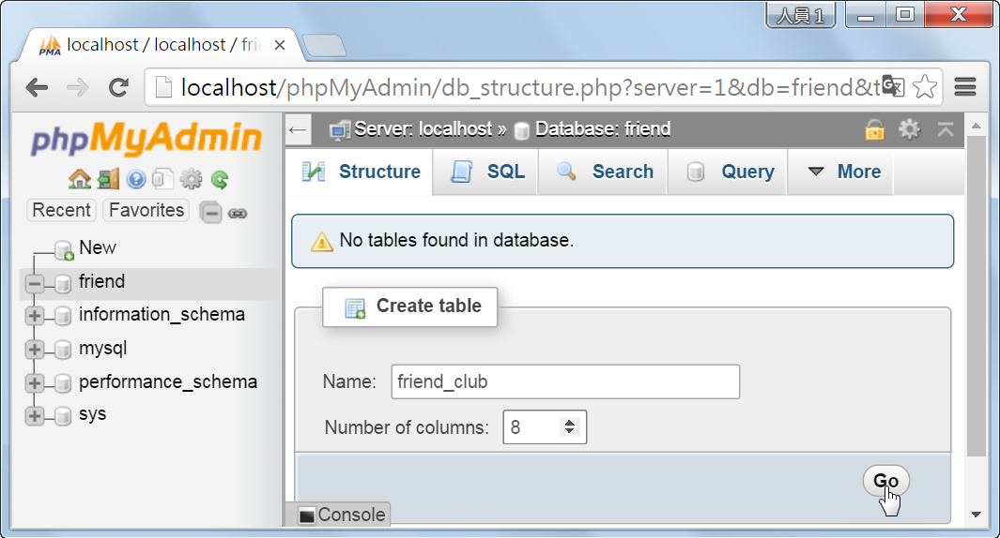 人員 1
PMA localhost / localhost / frie
localhost/phpMyAdmin/db_structure.php?server=1&db=friend&t
phpMyAdmin
Recent Favorites
New
friend
information_schema
mysql
performance_schema
sys
Server: localhost » Database: friend
Structure SQL Search Query More
No tables found in database.
Create table
Name: friend_club
Number of columns: 8
Go
Console